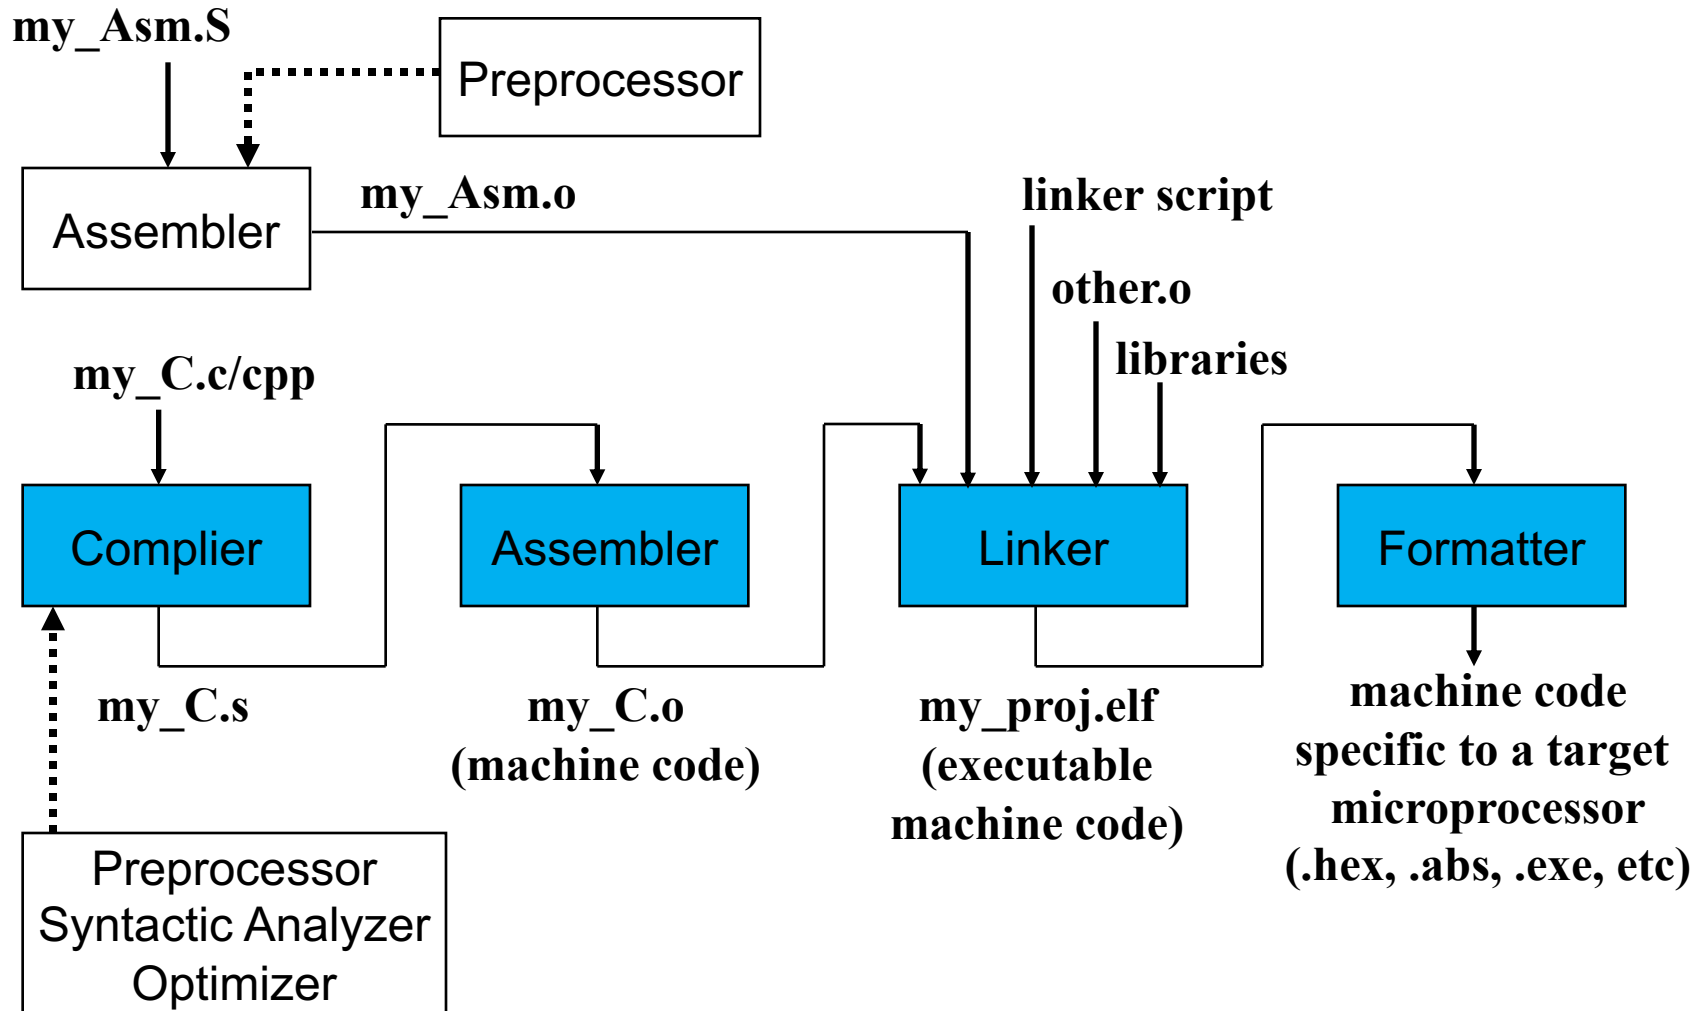 my_Asm.S
Preprocessor
Assembler
my_Asm.o
linker script
other.o
libraries
my_C.c/cpp
Complier
Assembler
Linker
Formatter
my_C.s
my_C.o
(machine code)
my_proj.elf
(executable
machine code)
machine code
specific to a target
microprocessor
(.hex, .abs, .exe, etc)
Preprocessor
Syntactic Analyzer
Optimizer